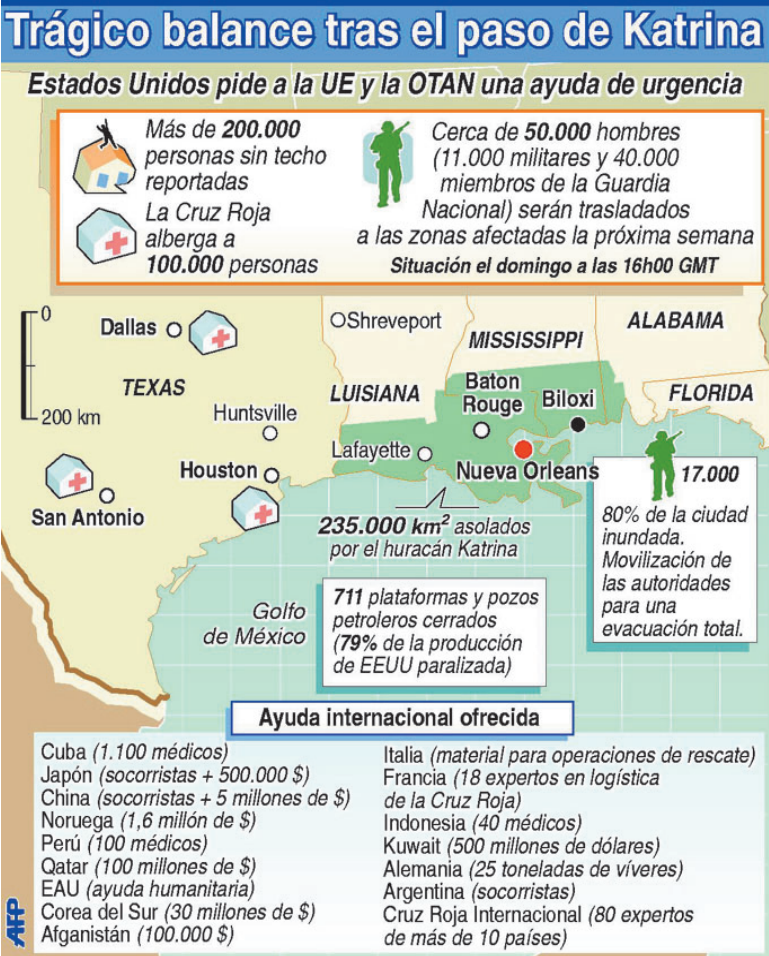 Trágico balance tras el paso de Katrina
Estados Unidos pide a la UE y la OTAN una ayuda de urgencia
Más de 200.000
personas sin techo
reportadas
La Cruz Roja
alberga a
100.000 personas
Cerca de 50.000 hombres
(11.000 militares y 40.000
miembros de la Guardia
Nacional) serán trasladados
a las zonas afectadas la próxima semana
Situación el domingo a las 16h00 GMT
0
200 km
Dallas
Shreveport
MISSISSIPPI
ALABAMA
TEXAS
LUISIANA
Baton
Rouge
Biloxi
FLORIDA
Huntsville
Lafayette
Houston
Nueva Orleans
San Antonio
17.000
80% de la ciudad
inundada.
Movilización de
las autoridades
para una
evacuación total.
235.000 km² asolados
por el huracán Katrina
Golfo
de México
711 plataformas y pozos
petroleros cerrados
(79% de la producción
de EEUU paralizada)
Ayuda internacional ofrecida
Cuba (1.100 médicos)
Japón (socorristas + 500.000 $)
China (socorristas + 5 millones de $)
Noruega (1,6 millón de $)
Perú (100 médicos)
Qatar (100 millones de $)
EAU (ayuda humanitaria)
Corea del Sur (30 millones de $)
Afganistán (100.000 $)
Italia (material para operaciones de rescate)
Francia (18 expertos en logística
de la Cruz Roja)
Indonesia (40 médicos)
Kuwait (500 millones de dólares)
Alemania (25 toneladas de víveres)
Argentina (socorristas)
Cruz Roja Internacional (80 expertos
de más de 10 países)
AFP